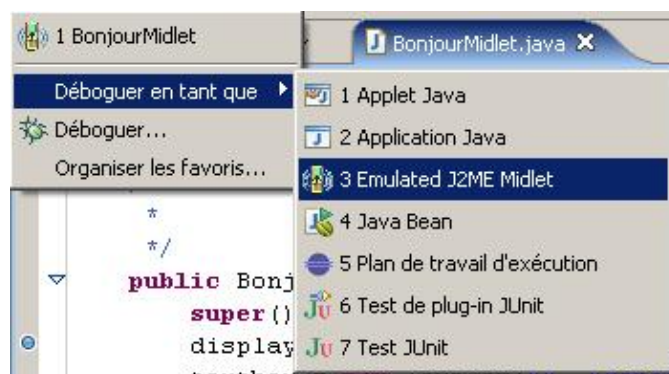 1 BonjourMidlet
BonjourMidlet.java
Déboguer en tant que
Déboguer...
Organiser les favoris...
1 Applet Java
2 Application Java
3 Emulated J2ME Midlet
4 Java Bean
5 Plan de travail d'exécution
6 Test de plug-in JUnit
7 Test JUnit
*
*/
public Bonj
super()
display